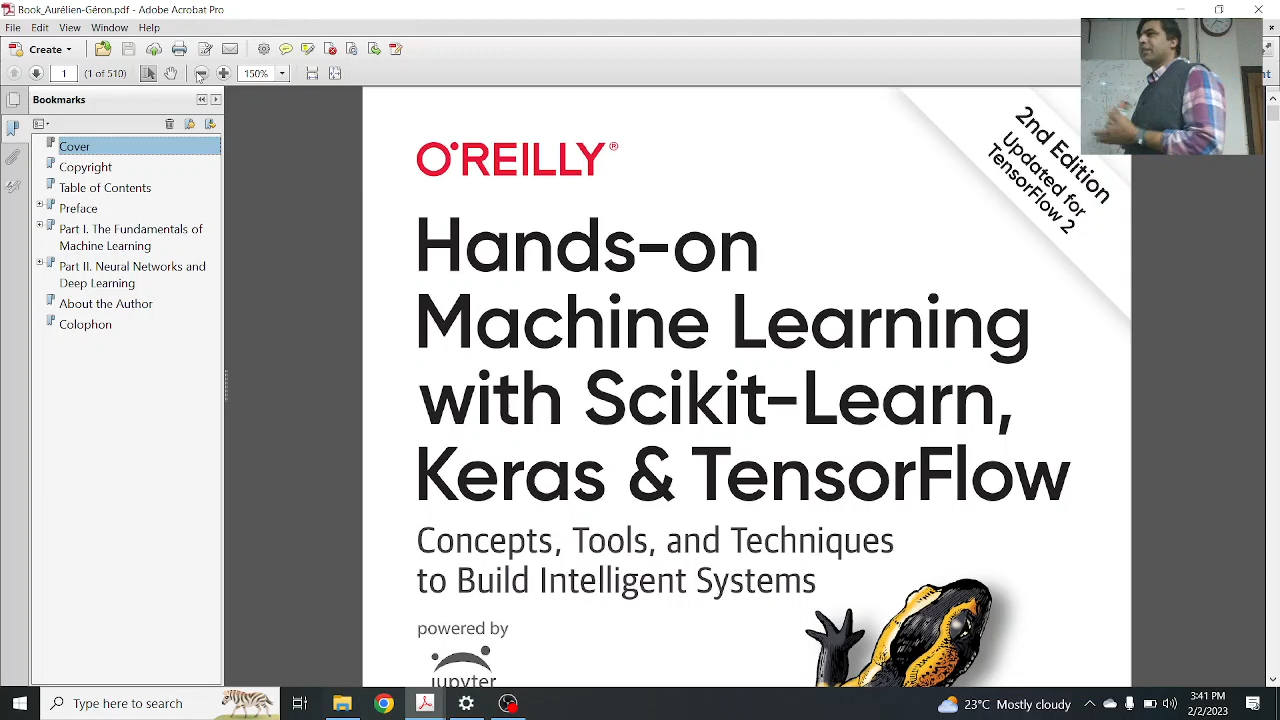 Book_Aurélien-Géron.pdf - Adobe Acrobat Pro
File Edit View Window Help
Create
1 (1 of 510) 150%
Bookmarks
Cover
Copyright
Table of Contents
Preface
Part I. The Fundamentals of
Machine Learning
Part II. Neural Networks and
Deep Learning
About the Author
Colophon
O'REILLY®
2nd Edition
Updated for
TensorFlow 2
Hands-on
Machine Learning
with Scikit-Learn,
Keras & TensorFlow
Concepts, Tools, and Techniques
to Build Intelligent Systems
powered by
jupyter
Type here to search
23°C Mostly cloudy
3:41 PM
2/2/2023